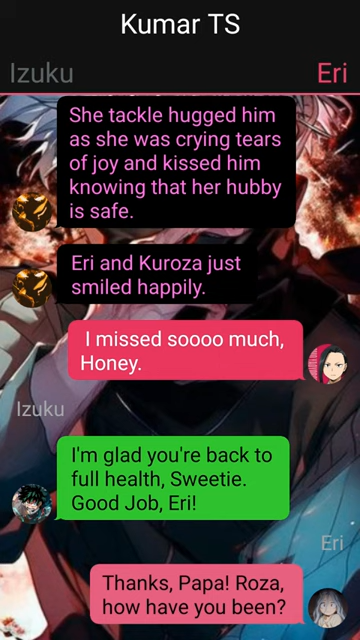 Kumar TS
Izuku
Eri
She tackle hugged him
as she was crying tears
of joy and kissed him
knowing that her hubby
is safe.
Eri and Kuroza just
smiled happily.
I missed soooo much,
Honey.
Izuku
I'm glad you're back to
full health, Sweetie.
Good Job, Eri!
Eri
Thanks, Papa! Roza,
how have you been?